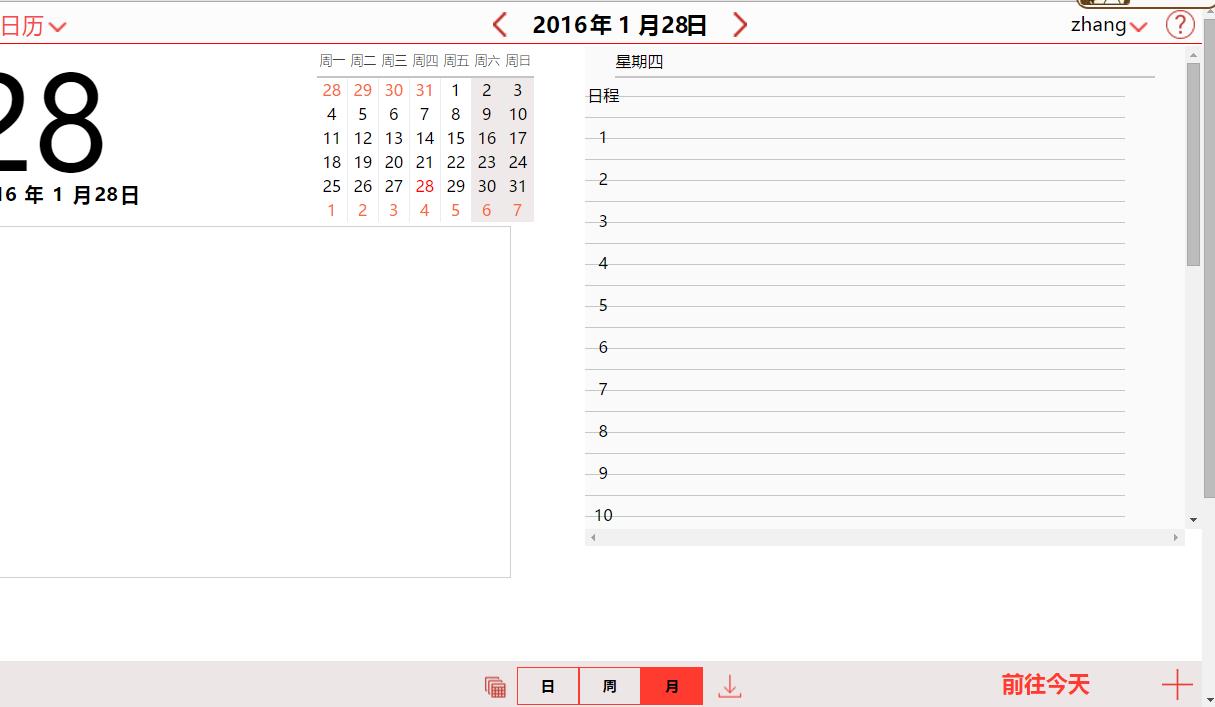 日历
2016年 1 月28日
zhang
?
28
16 年 1 月28日
周一 周二 周三 周四 周五 周六 周日
28 29 30 31 1 2 3
4 5 6 7 8 9 10
11 12 13 14 15 16 17
18 19 20 21 22 23 24
25 26 27 28 29 30 31
1 2 3 4 5 6 7
星期四
日程
1
2
3
4
5
6
7
8
9
10
日 周 月
前往今天